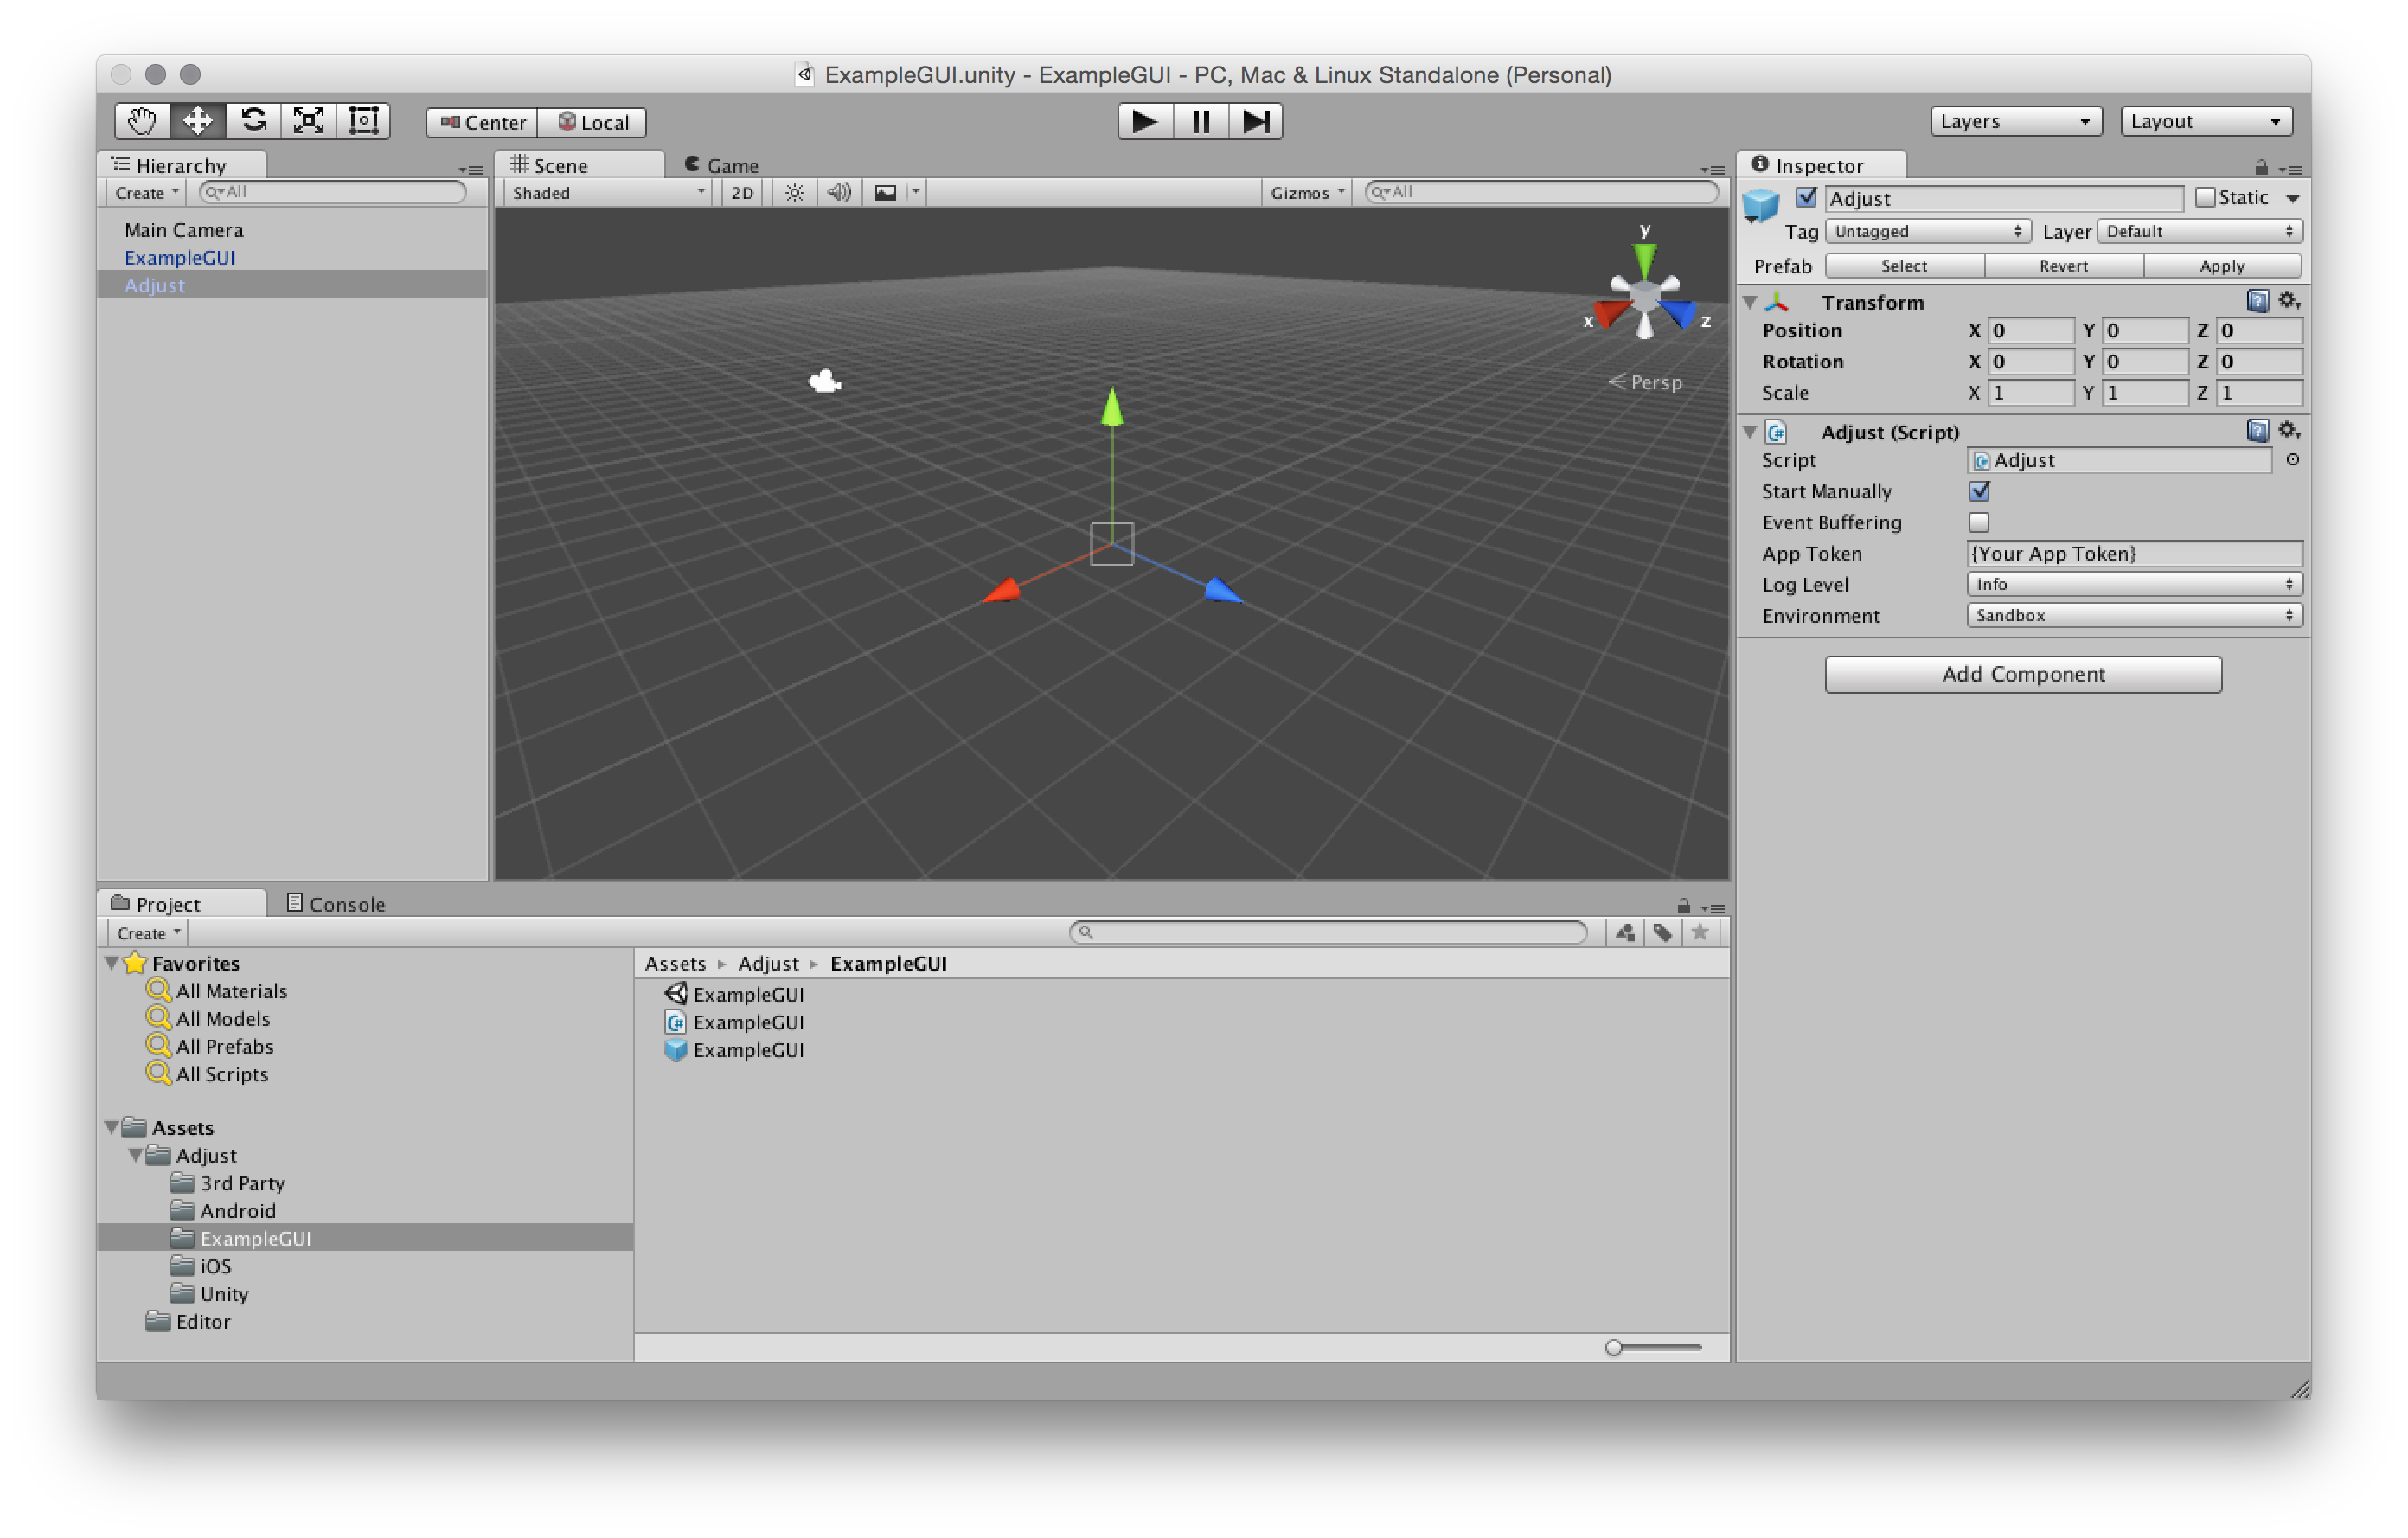 ExampleGUI.unity - ExampleGUI - PC, Mac & Linux Standalone (Personal)
Center Local Layers Layout
Hierarchy
Create All
Main Camera
ExampleGUI
Adjust
Scene Game
Shaded 2D Gizmos All
y
x z
Persp
Inspector
Adjust Static
Tag Untagged Layer Default
Prefab Select Revert Apply
Transform
Position X 0 Y 0 Z 0
Rotation X 0 Y 0 Z 0
Scale X 1 Y 1 Z 1
Adjust (Script)
Script Adjust
Start Manually
Event Buffering
App Token {Your App Token}
Log Level Info
Environment Sandbox
Add Component
Project Console
Create
Favorites
All Materials
All Models
All Prefabs
All Scripts
Assets
Adjust
3rd Party
Android
ExampleGUI
iOS
Unity
Editor
Assets Adjust ExampleGUI
ExampleGUI
C# ExampleGUI
ExampleGUI